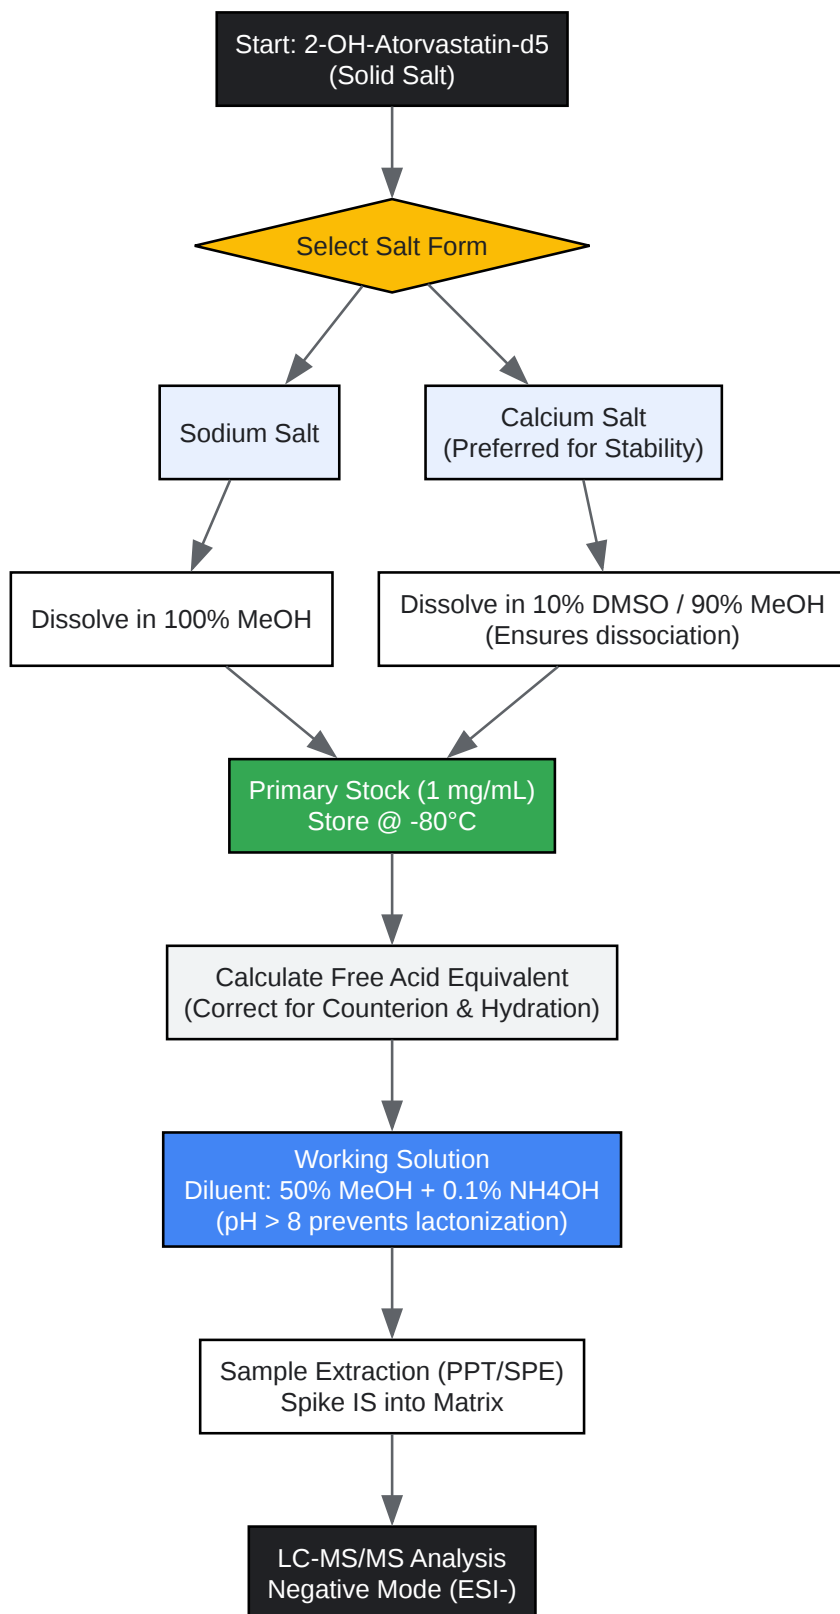 Start: 2-OH-Atorvastatin-d5
(Solid Salt)
Select Salt Form
Sodium Salt
Calcium Salt
(Preferred for Stability)
Dissolve in 100% MeOH
Dissolve in 10% DMSO / 90% MeOH
(Ensures dissociation)
Primary Stock (1 mg/mL)
Store @ -80°C
Calculate Free Acid Equivalent
(Correct for Counterion & Hydration)
Working Solution
Diluent: 50% MeOH + 0.1% NH4OH
(pH > 8 prevents lactonization)
Sample Extraction (PPT/SPE)
Spike IS into Matrix
LC-MS/MS Analysis
Negative Mode (ESI-)